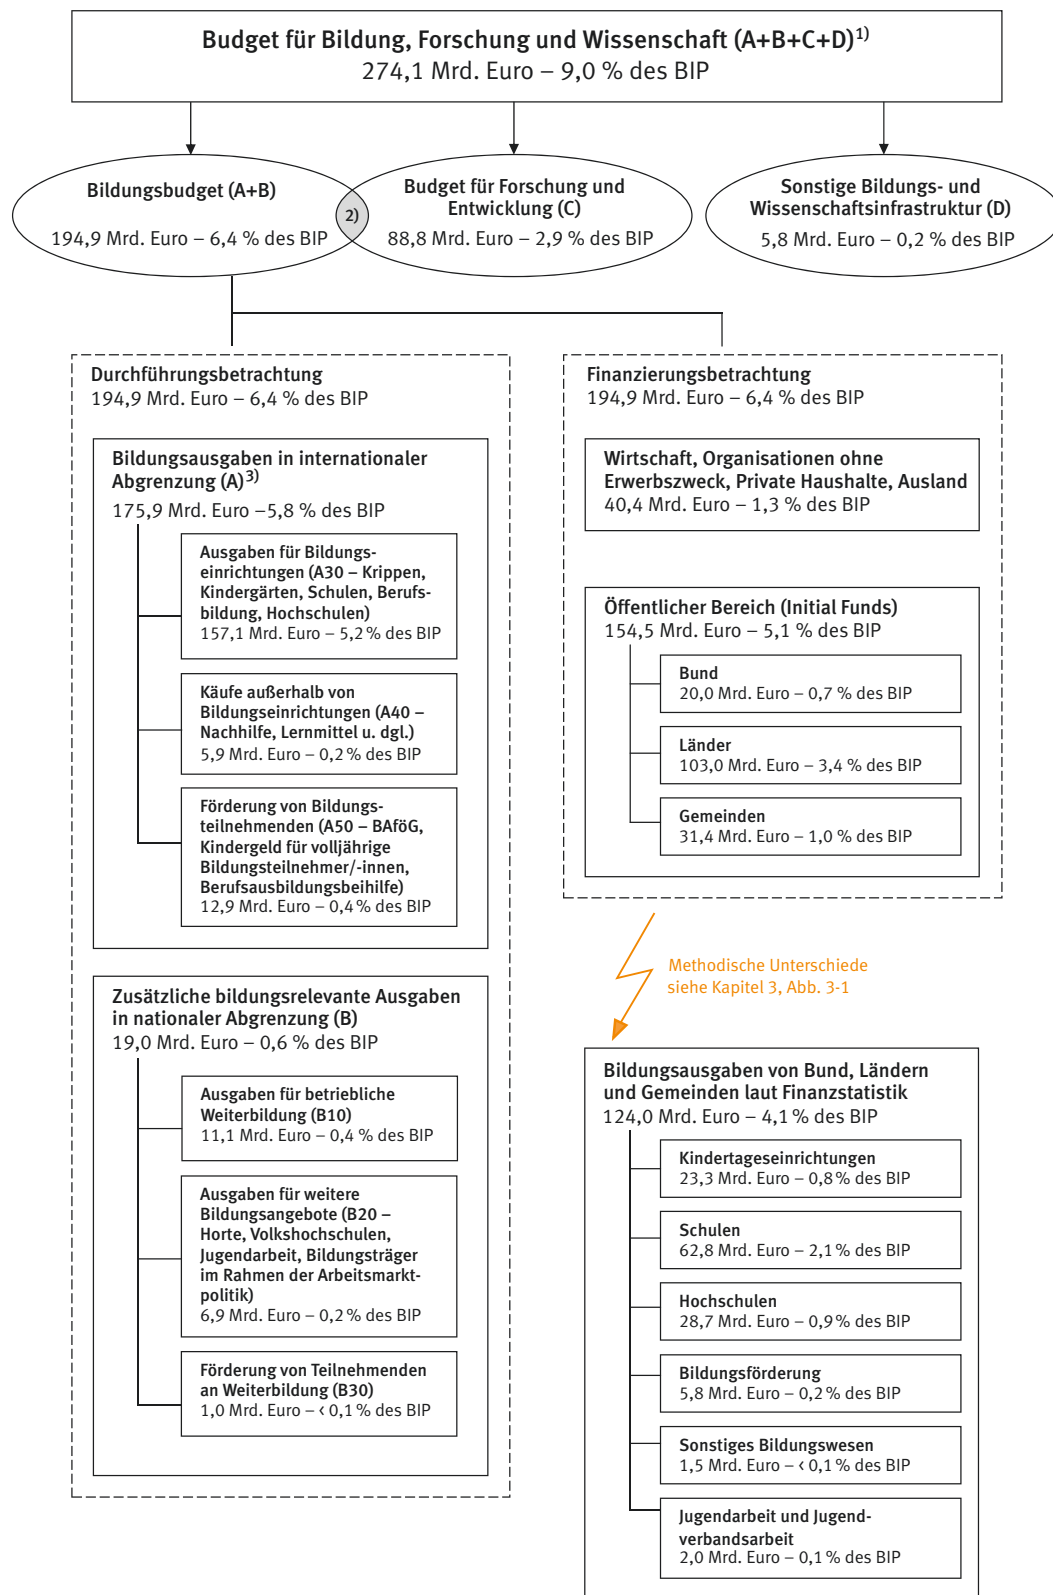 Budget für Bildung, Forschung und Wissenschaft (A+B+C+D)1)
274,1 Mrd. Euro – 9,0 % des BIP
Bildungsbudget (A+B)
194,9 Mrd. Euro – 6,4 % des BIP
2)
Budget für Forschung und
Entwicklung (C)
88,8 Mrd. Euro – 2,9 % des BIP
Sonstige Bildungs- und
Wissenschaftsinfrastruktur (D)
5,8 Mrd. Euro – 0,2 % des BIP
Durchführungsbetrachtung
194,9 Mrd. Euro – 6,4 % des BIP
Bildungsausgaben in internationaler
Abgrenzung (A)3)
175,9 Mrd. Euro –5,8 % des BIP
Ausgaben für Bildungs-
einrichtungen (A30 – Krippen,
Kindergärten, Schulen, Berufs-
bildung, Hochschulen)
157,1 Mrd. Euro – 5,2 % des BIP
Käufe außerhalb von
Bildungseinrichtungen (A40 –
Nachhilfe, Lernmittel u. dgl.)
5,9 Mrd. Euro – 0,2 % des BIP
Förderung von Bildungs-
teilnehmenden (A50 – BAföG,
Kindergeld für volljährige
Bildungsteilnehmer/-innen,
Berufsausbildungsbeihilfe)
12,9 Mrd. Euro – 0,4 % des BIP
Zusätzliche bildungsrelevante Ausgaben
in nationaler Abgrenzung (B)
19,0 Mrd. Euro – 0,6 % des BIP
Ausgaben für betriebliche
Weiterbildung (B10)
11,1 Mrd. Euro – 0,4 % des BIP
Ausgaben für weitere
Bildungsangebote (B20 –
Horte, Volkshochschulen,
Jugendarbeit, Bildungsträger
im Rahmen der Arbeitsmarkt-
politik)
6,9 Mrd. Euro – 0,2 % des BIP
Förderung von Teilnehmenden
an Weiterbildung (B30)
1,0 Mrd. Euro – < 0,1 % des BIP
Finanzierungsbetrachtung
194,9 Mrd. Euro – 6,4 % des BIP
Wirtschaft, Organisationen ohne
Erwerbszweck, Private Haushalte, Ausland
40,4 Mrd. Euro – 1,3 % des BIP
Öffentlicher Bereich (Initial Funds)
154,5 Mrd. Euro – 5,1 % des BIP
Bund
20,0 Mrd. Euro – 0,7 % des BIP
Länder
103,0 Mrd. Euro – 3,4 % des BIP
Gemeinden
31,4 Mrd. Euro – 1,0 % des BIP
Methodische Unterschiede
siehe Kapitel 3, Abb. 3-1
Bildungsausgaben von Bund, Ländern
und Gemeinden laut Finanzstatistik
124,0 Mrd. Euro – 4,1 % des BIP
Kindertageseinrichtungen
23,3 Mrd. Euro – 0,8 % des BIP
Schulen
62,8 Mrd. Euro – 2,1 % des BIP
Hochschulen
28,7 Mrd. Euro – 0,9 % des BIP
Bildungsförderung
5,8 Mrd. Euro – 0,2 % des BIP
Sonstiges Bildungswesen
1,5 Mrd. Euro – < 0,1 % des BIP
Jugendarbeit und Jugend-
verbandsarbeit
2,0 Mrd. Euro – 0,1 % des BIP